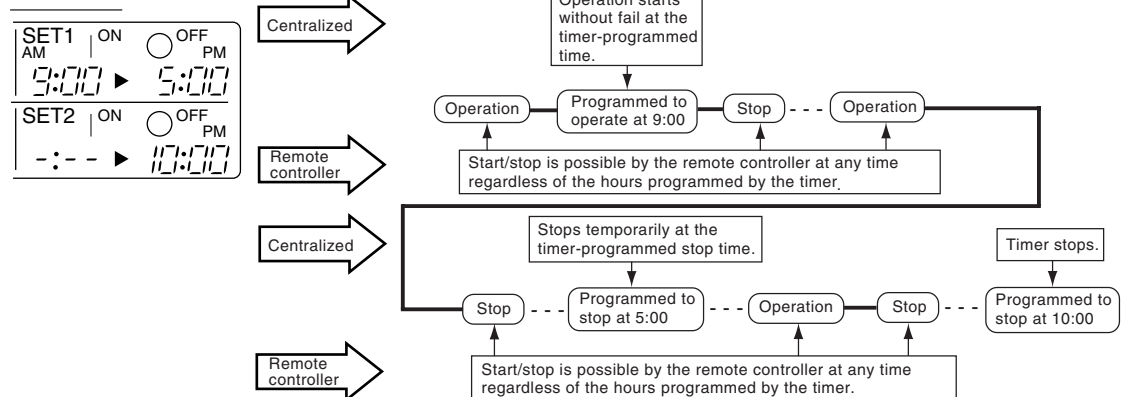 SET1 ON OFF
AM PM
9:00 ▶ 5:00
SET2 ON OFF
PM
-:-- ▶ 10:00
Centralized
Operation starts
without fail at the
timer-programmed
time.
Operation
Programmed to
operate at 9:00
Stop
Operation
Remote
controller
Start/stop is possible by the remote controller at any time
regardless of the hours programmed by the timer.
Centralized
Stops temporarily at the
timer-programmed stop time.
Timer stops.
Stop
Programmed to
stop at 5:00
Operation
Stop
Programmed to
stop at 10:00
Remote
controller
Start/stop is possible by the remote controller at any time
regardless of the hours programmed by the timer.